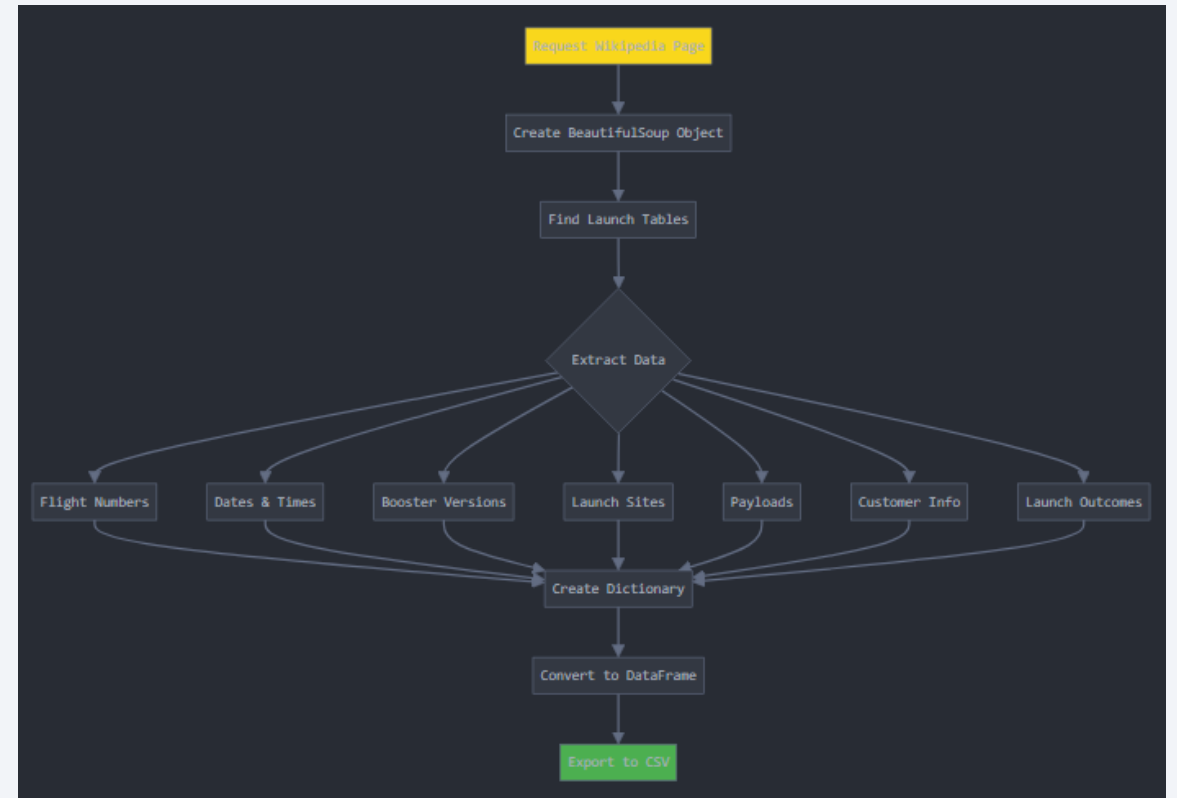 Request Wikipedia Page
Create BeautifulSoup Object
Find Launch Tables
Extract Data
Flight Numbers
Dates & Times
Booster Versions
Launch Sites
Payloads
Customer Info
Launch Outcomes
Create Dictionary
Convert to DataFrame
Export to CSV